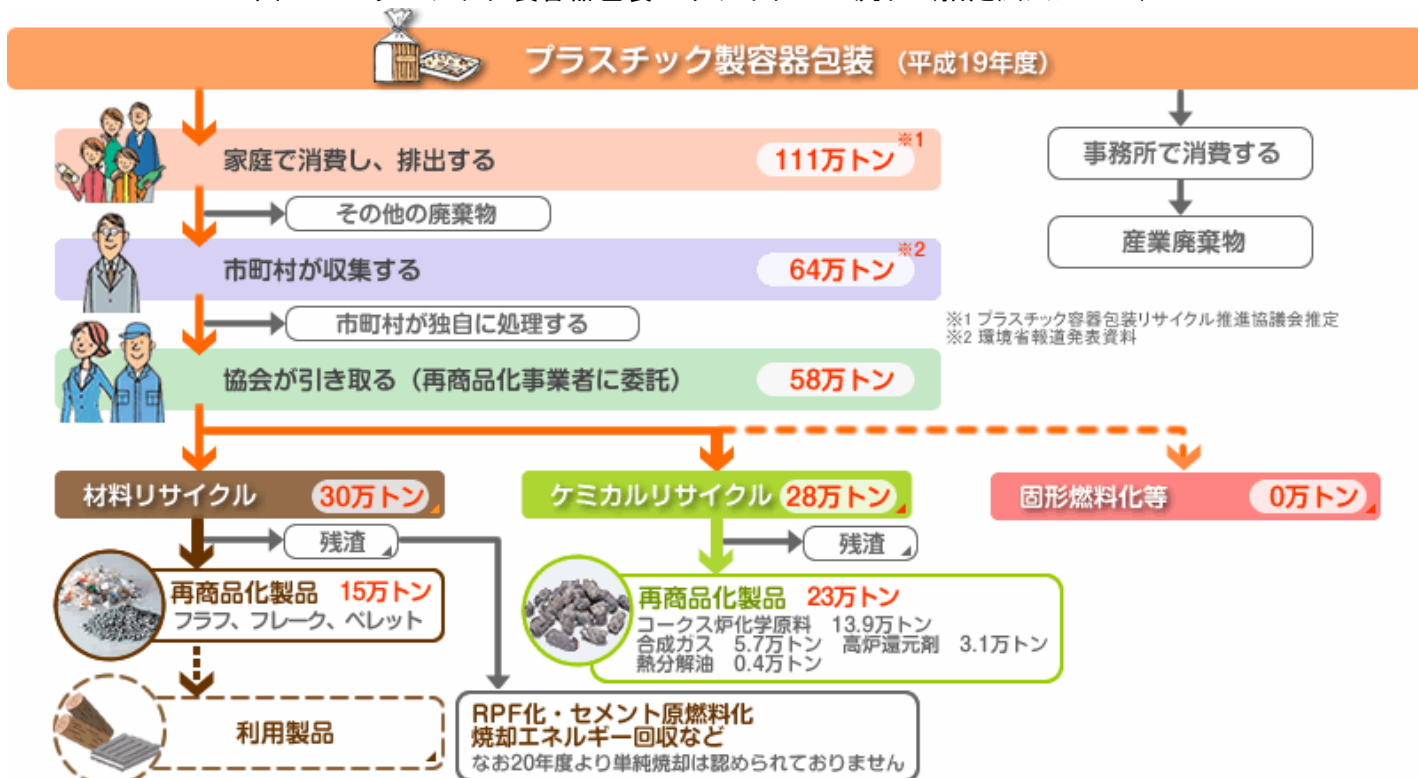 プラスチック製容器包装 (平成19年度)
家庭で消費し、排出する 111万トン ※1
その他の廃棄物
市町村が収集する 64万トン ※2
市町村が独自に処理する
協会が引き取る（再商品化事業者に委託） 58万トン
事務所で消費する
産業廃棄物
※1 プラスチック容器包装リサイクル推進協議会推定
※2 環境省報道発表資料
材料リサイクル 30万トン
残渣
再商品化製品 15万トン
フラフ、フレーク、ペレット
利用製品
ケミカルリサイクル 28万トン
残渣
再商品化製品 23万トン
コークス炉化学原料 13.9万トン
合成ガス 5.7万トン 高炉還元剤 3.1万トン
熱分解油 0.4万トン
固形燃料化等 0万トン
RPF化・セメント原燃料化
焼却エネルギー回収など
なお20年度より単純焼却は認められておりません